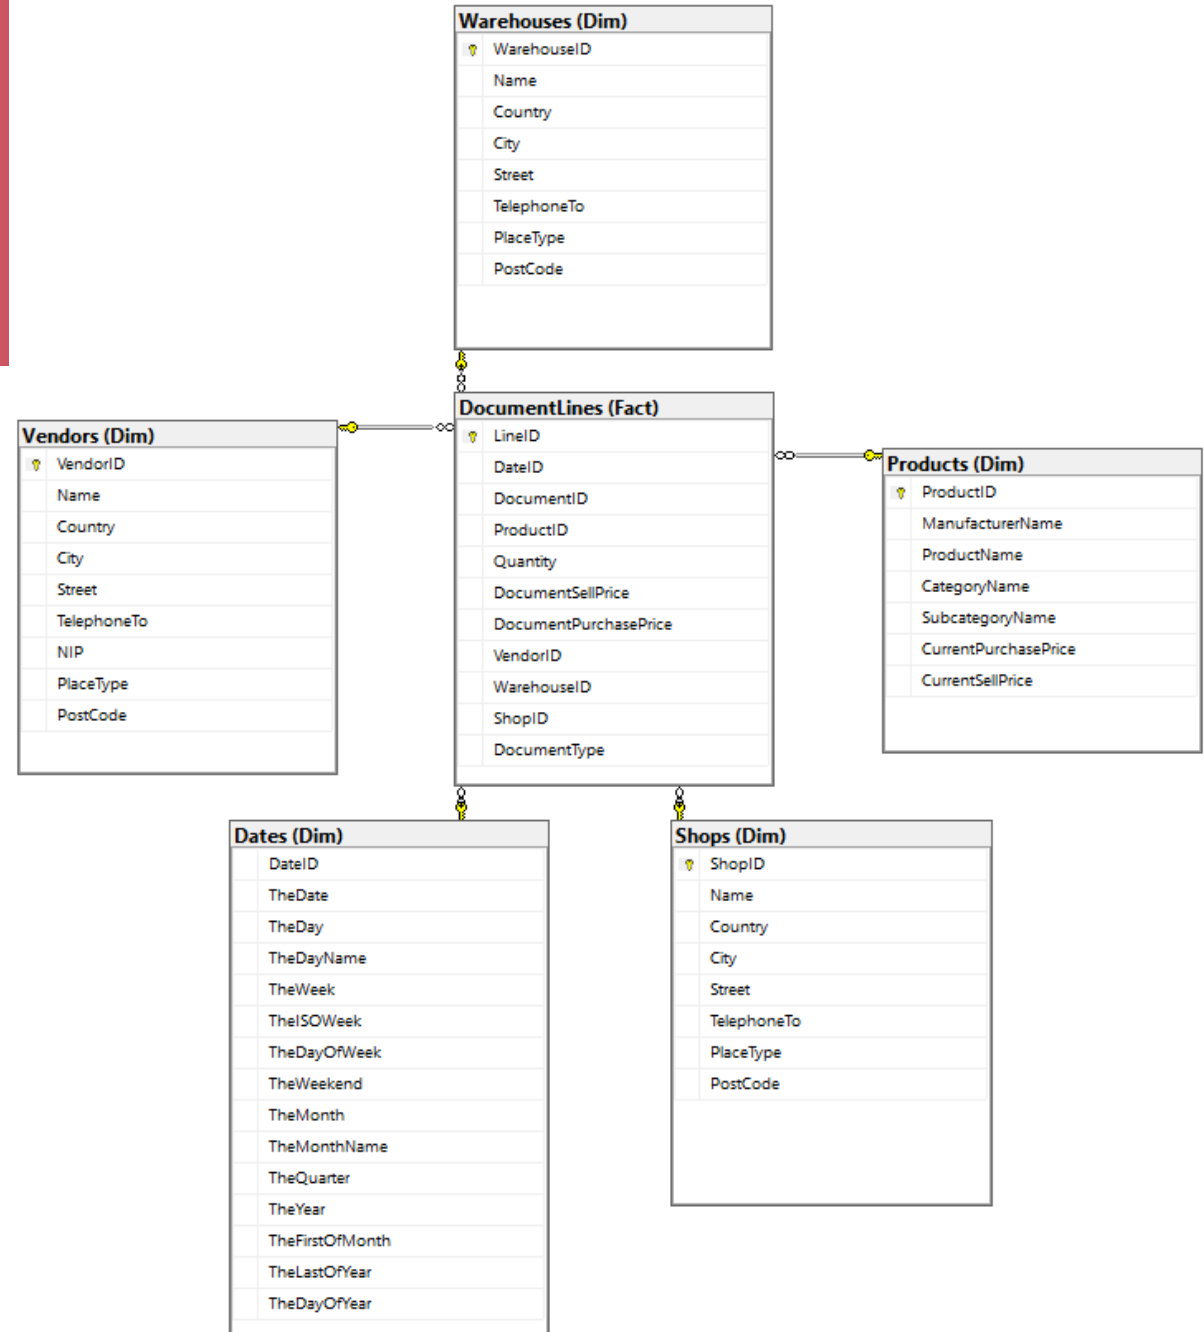 Warehouses (Dim)
WarehouseID
Name
Country
City
Street
TelephoneTo
PlaceType
PostCode
Vendors (Dim)
VendorID
Name
Country
City
Street
TelephoneTo
NIP
PlaceType
PostCode
DocumentLines (Fact)
LineID
DateID
DocumentID
ProductID
Quantity
DocumentSellPrice
DocumentPurchasePrice
VendorID
WarehouseID
ShopID
DocumentType
Products (Dim)
ProductID
ManufacturerName
ProductName
CategoryName
SubcategoryName
CurrentPurchasePrice
CurrentSellPrice
Dates (Dim)
DateID
TheDate
TheDay
TheDayName
TheWeek
TheISOWeek
TheDayOfWeek
TheWeekend
TheMonth
TheMonthName
TheQuarter
TheYear
TheFirstOfMonth
TheLastOfYear
TheDayOfYear
Shops (Dim)
ShopID
Name
Country
City
Street
TelephoneTo
PlaceType
PostCode